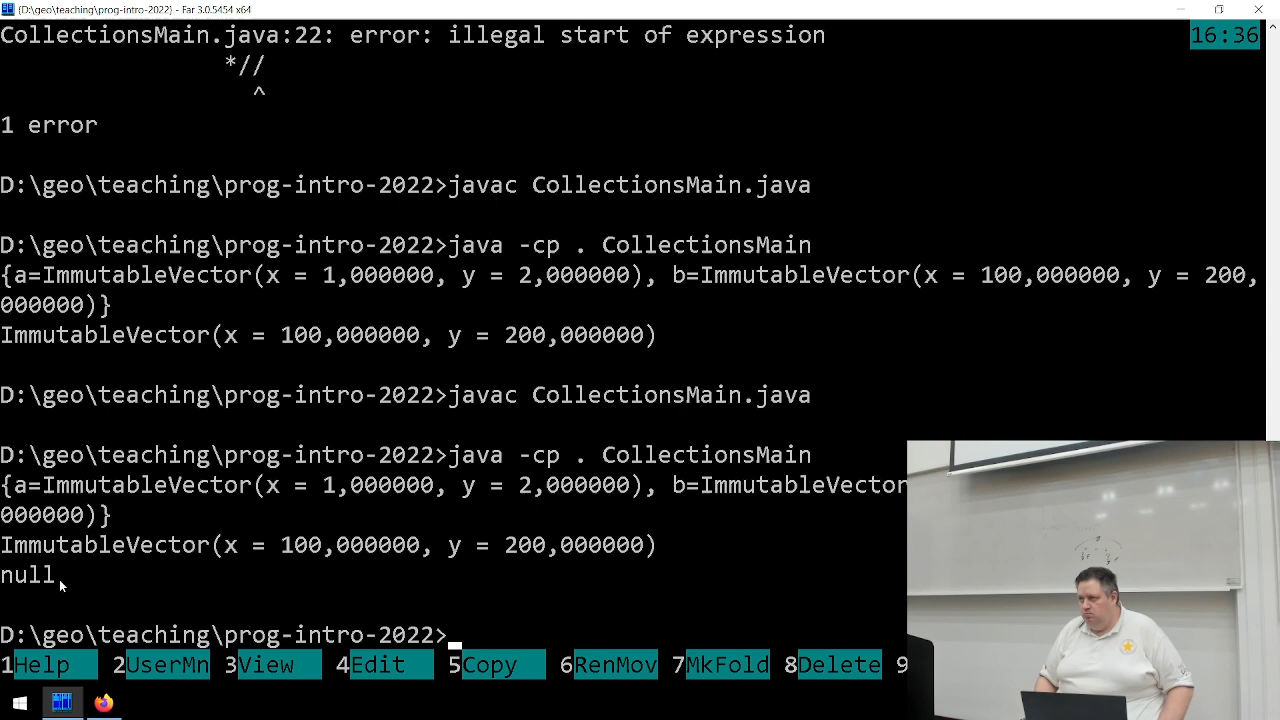 {D:\geo\teaching\prog-intro-2022} - Far 3.0.5454 x64
CollectionsMain.java:22: error: illegal start of expression
16:36
*//
^
1 error
D:\geo\teaching\prog-intro-2022>javac CollectionsMain.java
D:\geo\teaching\prog-intro-2022>java -cp . CollectionsMain
{a=ImmutableVector(x = 1,000000, y = 2,000000), b=ImmutableVector(x = 100,000000, y = 200,
000000)}
ImmutableVector(x = 100,000000, y = 200,000000)
D:\geo\teaching\prog-intro-2022>javac CollectionsMain.java
D:\geo\teaching\prog-intro-2022>java -cp . CollectionsMain
{a=ImmutableVector(x = 1,000000, y = 2,000000), b=ImmutableVector
000000)}
ImmutableVector(x = 100,000000, y = 200,000000)
null
D:\geo\teaching\prog-intro-2022>
1Help 2UserMn 3View 4Edit 5Copy 6RenMov 7MkFold 8Delete 9